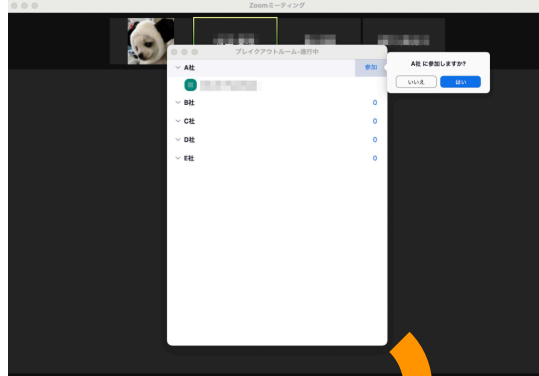 Zoomミーティング
ブレイクアウトルーム-進行中
A社 参加
A社 に参加しますか?
いいえ はい
B社 0
C社 0
D社 0
E社 0